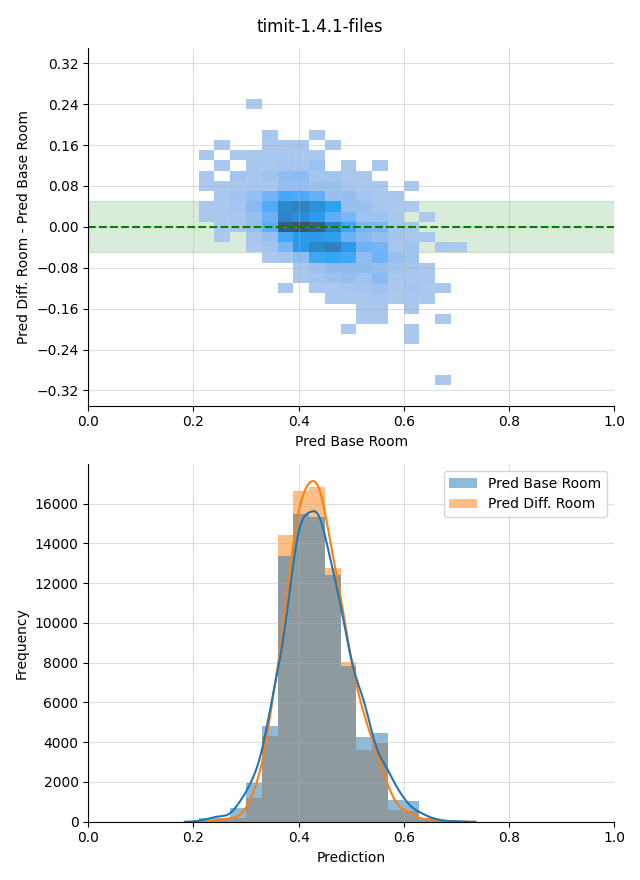 timit-1.4.1-files
0.32
0.24
0.16
0.08
0.00
−0.08
−0.16
−0.24
−0.32
Pred Diff. Room - Pred Base Room
0.0 0.2 0.4 0.6 0.8 1.0
Pred Base Room
Pred Base Room
Pred Diff. Room
16000
14000
12000
10000
8000
6000
4000
2000
0
Frequency
0.0 0.2 0.4 0.6 0.8 1.0
Prediction